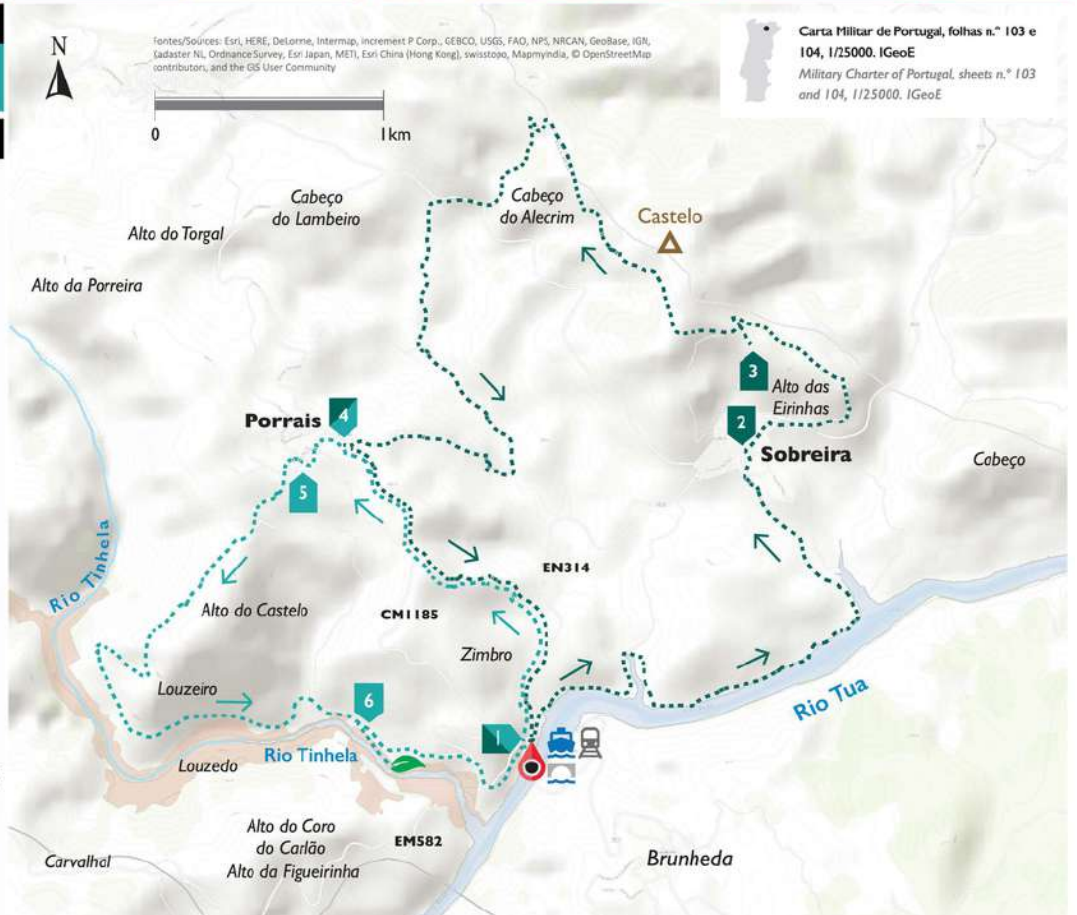 N
Fontes/Sources: Esri, HERE, DeLorme, Intermap, increment P Corp., GEBCO, USGS, FAO, NPS, NRCAN, GeoBase, IGN,
Kadaster NL, Ordnance Survey, Esri Japan, METI, Esri China (Hong Kong), swisstopo, MapmyIndia, © OpenStreetMap
contributors, and the GIS User Community
0
1km
Carta Militar de Portugal, folhas n.º 103 e
104, 1/25000. IGeoE
Military Charter of Portugal, sheets n.º 103
and 104, 1/25000. IGeoE
Cabeço
do Lambeiro
Cabeço
do Alecrim
Castelo
Alto do Torgal
Alto da Porreira
3
Alto das
Eirinhas
Porrais
4
2
Sobreira
Cabeço
5
Rio Tinhela
EN314
Alto do Castelo
CM1185
Zimbro
Louzeiro
6
Rio Tua
1
Rio Tinhela
Louzedo
Alto do Coro
do Carlão
Alto da Figueirinha
EM582
Carvalhal
Brunheda